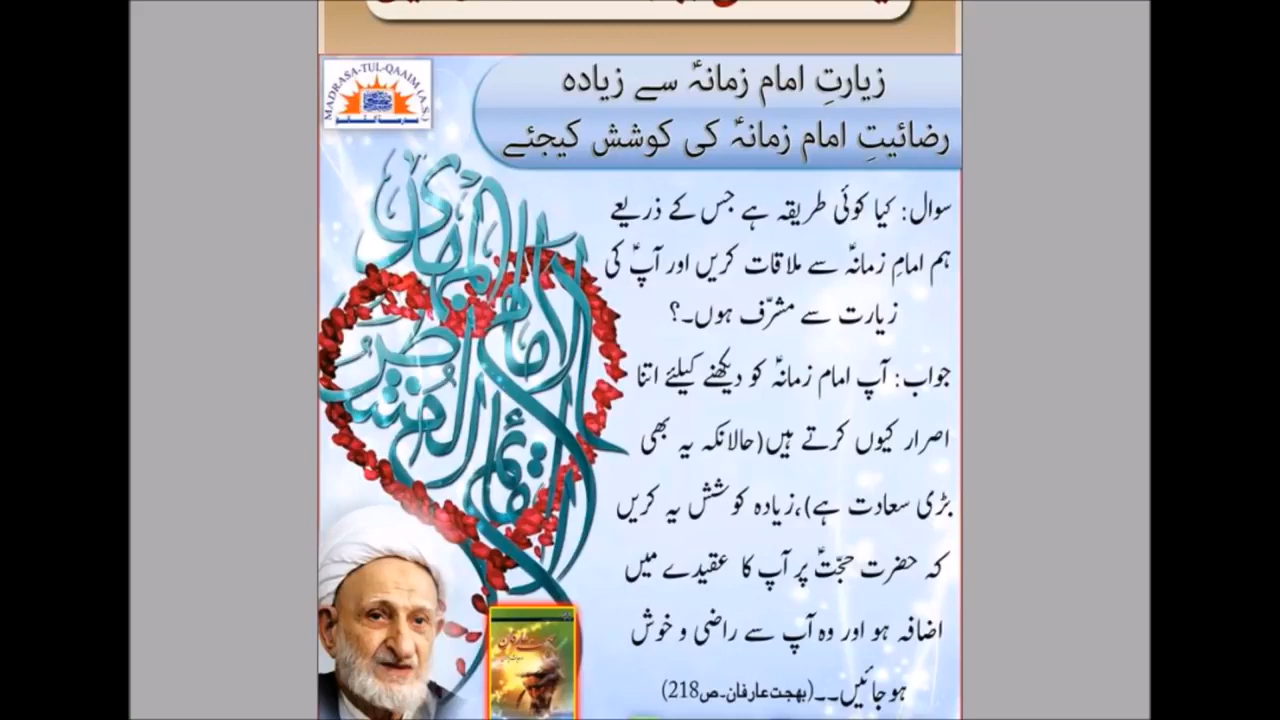 MADRASA-TUL-QAAIM (A.S.)
زیارتِ امام زمانہؑ سے زیادہ
رضائیتِ امام زمانہؑ کی کوشش کیجئے
سوال: کیا کوئی طریقہ ہے جس کے ذریعے
ہم امامِ زمانہؑ سے ملاقات کریں اور آپؑ کی
زیارت سے مشرّف ہوں۔؟
جواب: آپ امام زمانہؑ کو دیکھنے کیلئے اتنا
اصرار کیوں کرتے ہیں(حالانکہ یہ بھی
بڑی سعادت ہے)،زیادہ کوشش یہ کریں
کہ حضرت حجّتؑ پر آپ کا عقیدے میں
اضافہ ہو اور وہ آپ سے راضی و خوش
ہوجائیں۔۔(بھجت عارفان۔ص218)